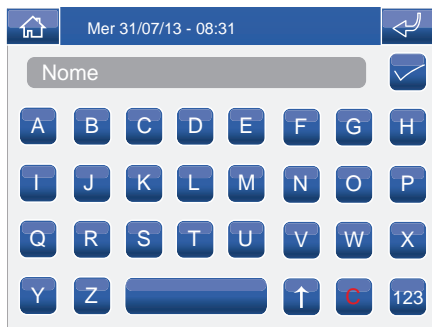 Mer 31/07/13 - 08:31
Nome
A B C D E F G H
I J K L M N O P
Q R S T U V W X
Y Z ↑ C 123